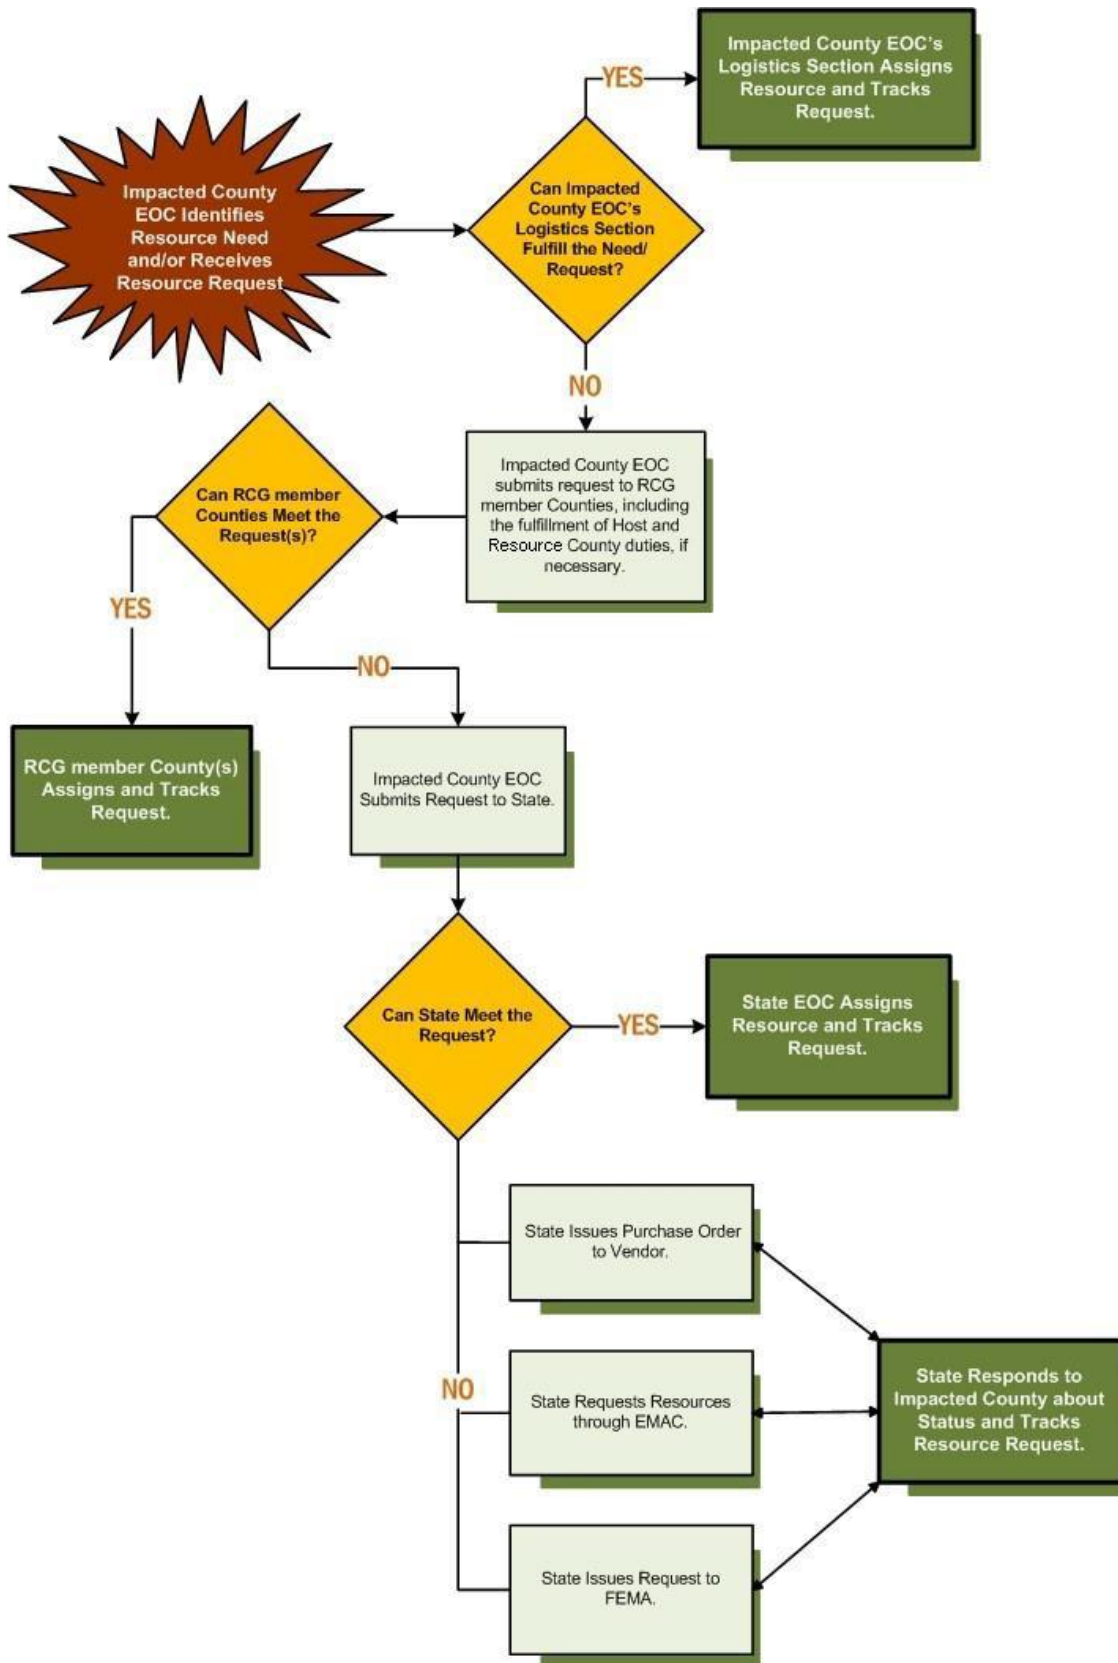 Impacted County EOC's
Logistics Section Assigns
Resource and Tracks
Request.
YES
Impacted County
EOC Identifies
Resource Need
and/or Receives
Resource Request
Can Impacted
County EOC's
Logistics Section
Fulfill the Need/
Request?
NO
Impacted County EOC
submits request to RCG
member Counties, including
the fulfillment of Host and
Resource County duties, if
necessary.
Can RCG member
Counties Meet the
Request(s)?
YES
NO
RCG member County(s)
Assigns and Tracks
Request.
Impacted County EOC
Submits Request to State.
Can State Meet the
Request?
YES
State EOC Assigns
Resource and Tracks
Request.
NO
State Issues Purchase Order
to Vendor.
State Requests Resources
through EMAC.
State Issues Request to
FEMA.
State Responds to
Impacted County about
Status and Tracks
Resource Request.